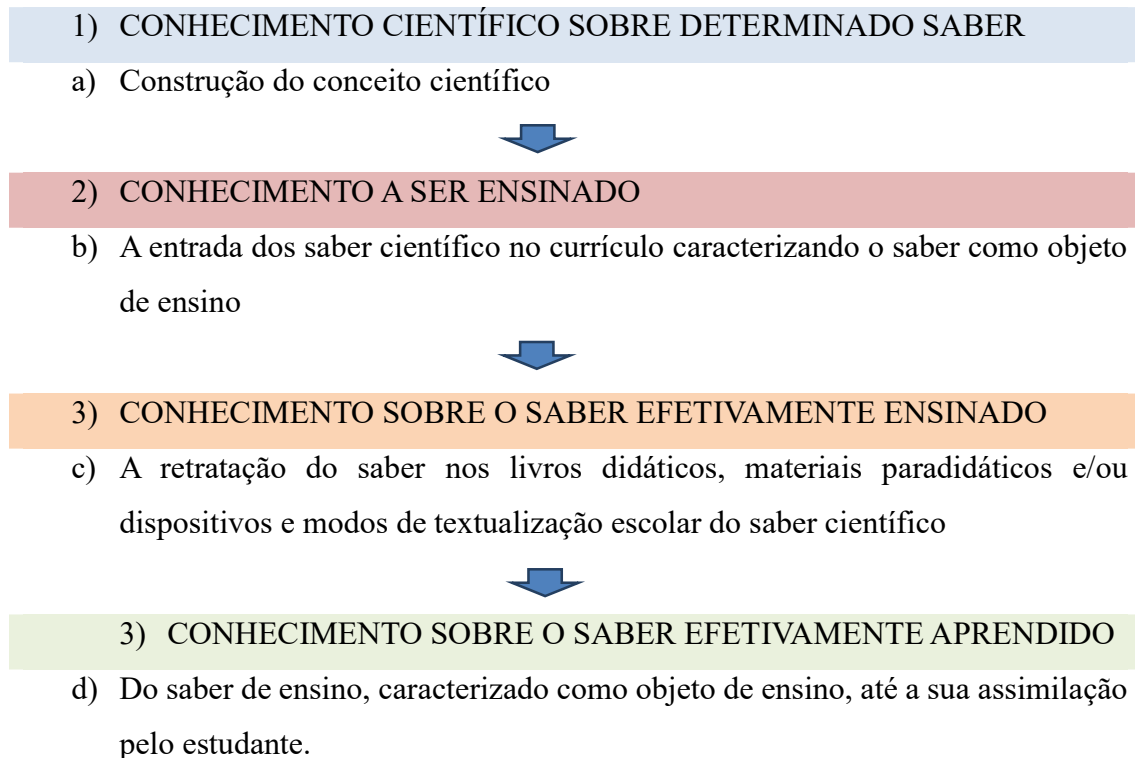 1) CONHECIMENTO CIENTÍFICO SOBRE DETERMINADO SABER
a) Construção do conceito científico
2) CONHECIMENTO A SER ENSINADO
b) A entrada dos saber científico no currículo caracterizando o saber como objeto
de ensino
3) CONHECIMENTO SOBRE O SABER EFETIVAMENTE ENSINADO
c) A retratação do saber nos livros didáticos, materiais paradidáticos e/ou
dispositivos e modos de textualização escolar do saber científico
3) CONHECIMENTO SOBRE O SABER EFETIVAMENTE APRENDIDO
d) Do saber de ensino, caracterizado como objeto de ensino, até a sua assimilação
pelo estudante.